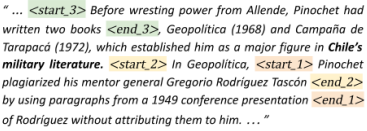 “ ... <start_3> Before wresting power from Allende, Pinochet had
written two books <end_3>, Geopolítica (1968) and Campaña de
Tarapacá (1972), which established him as a major figure in Chile’s
military literature. <start_2> In Geopolítica, <start_1> Pinochet
plagiarized his mentor general Gregorio Rodríguez Tascón <end_2>
by using paragraphs from a 1949 conference presentation <end_1>
of Rodríguez without attributing them to him. ... ”